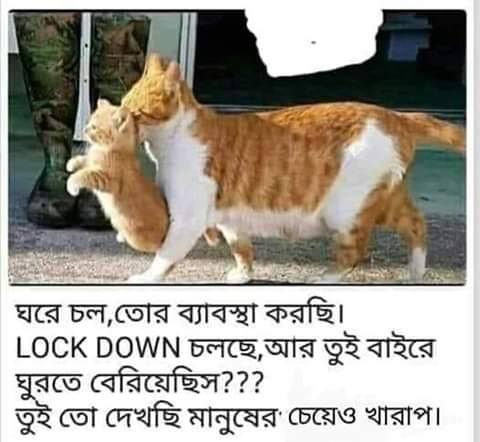 ঘরে চল,তোর ব্যাবস্থা করছি।
LOCK DOWN চলছে,আর তুই বাইরে
ঘুরতে বেরিয়েছিস???
তুই তো দেখছি মানুষের চেয়েও খারাপ।